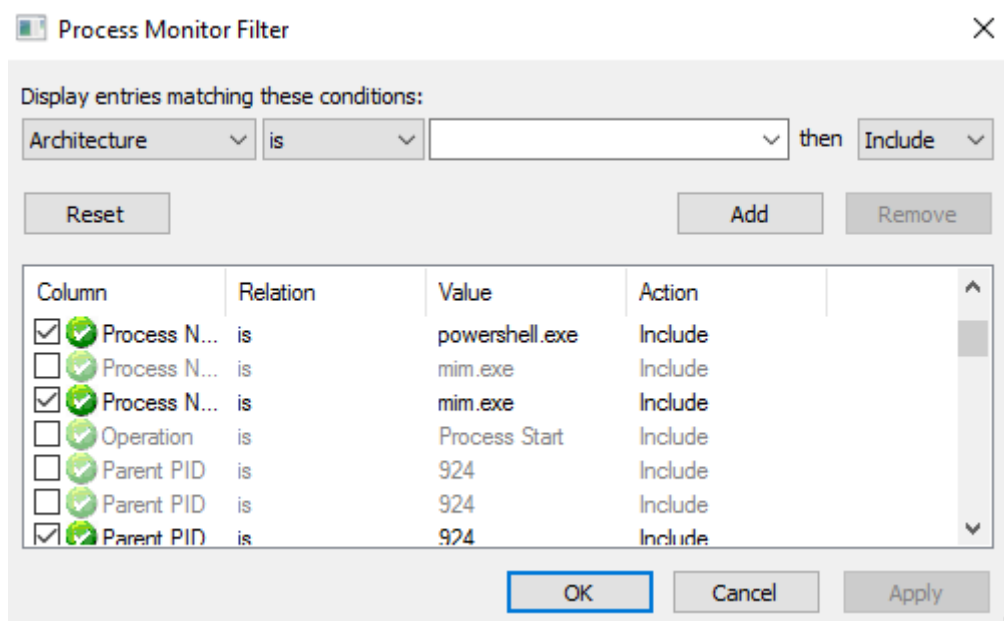 Process Monitor Filter
Display entries matching these conditions:
Architecture is then Include
Reset Add Remove
Column Relation Value Action
Process N... is powershell.exe Include
Process N... is mim.exe Include
Process N... is mim.exe Include
Operation is Process Start Include
Parent PID is 924 Include
Parent PID is 924 Include
Parent PID is 924 Include
OK Cancel Apply